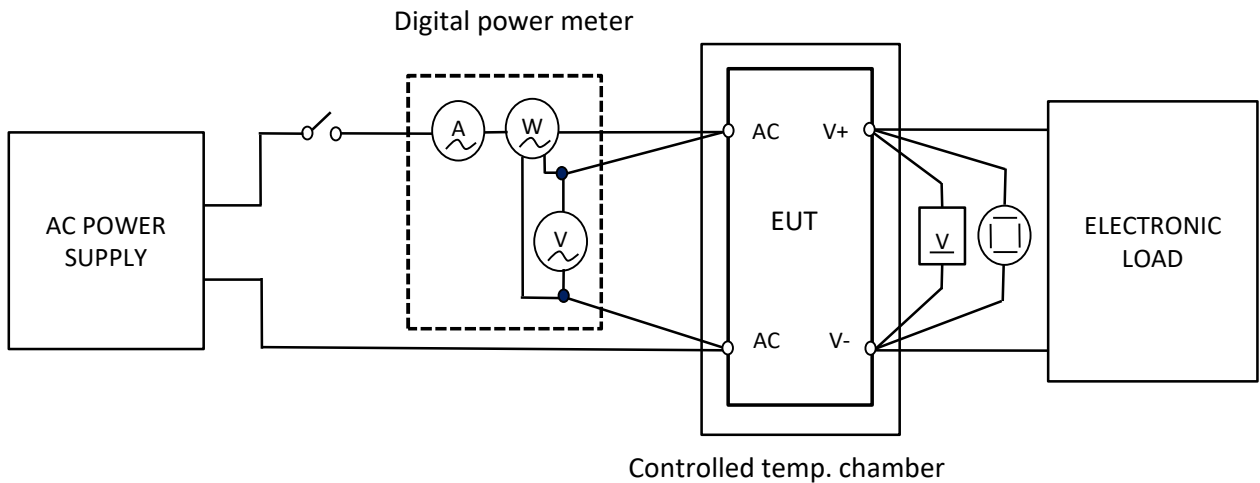 Digital power meter
AC POWER
SUPPLY
A
W
V
AC
V+
EUT
V
AC
V-
ELECTRONIC
LOAD
Controlled temp. chamber